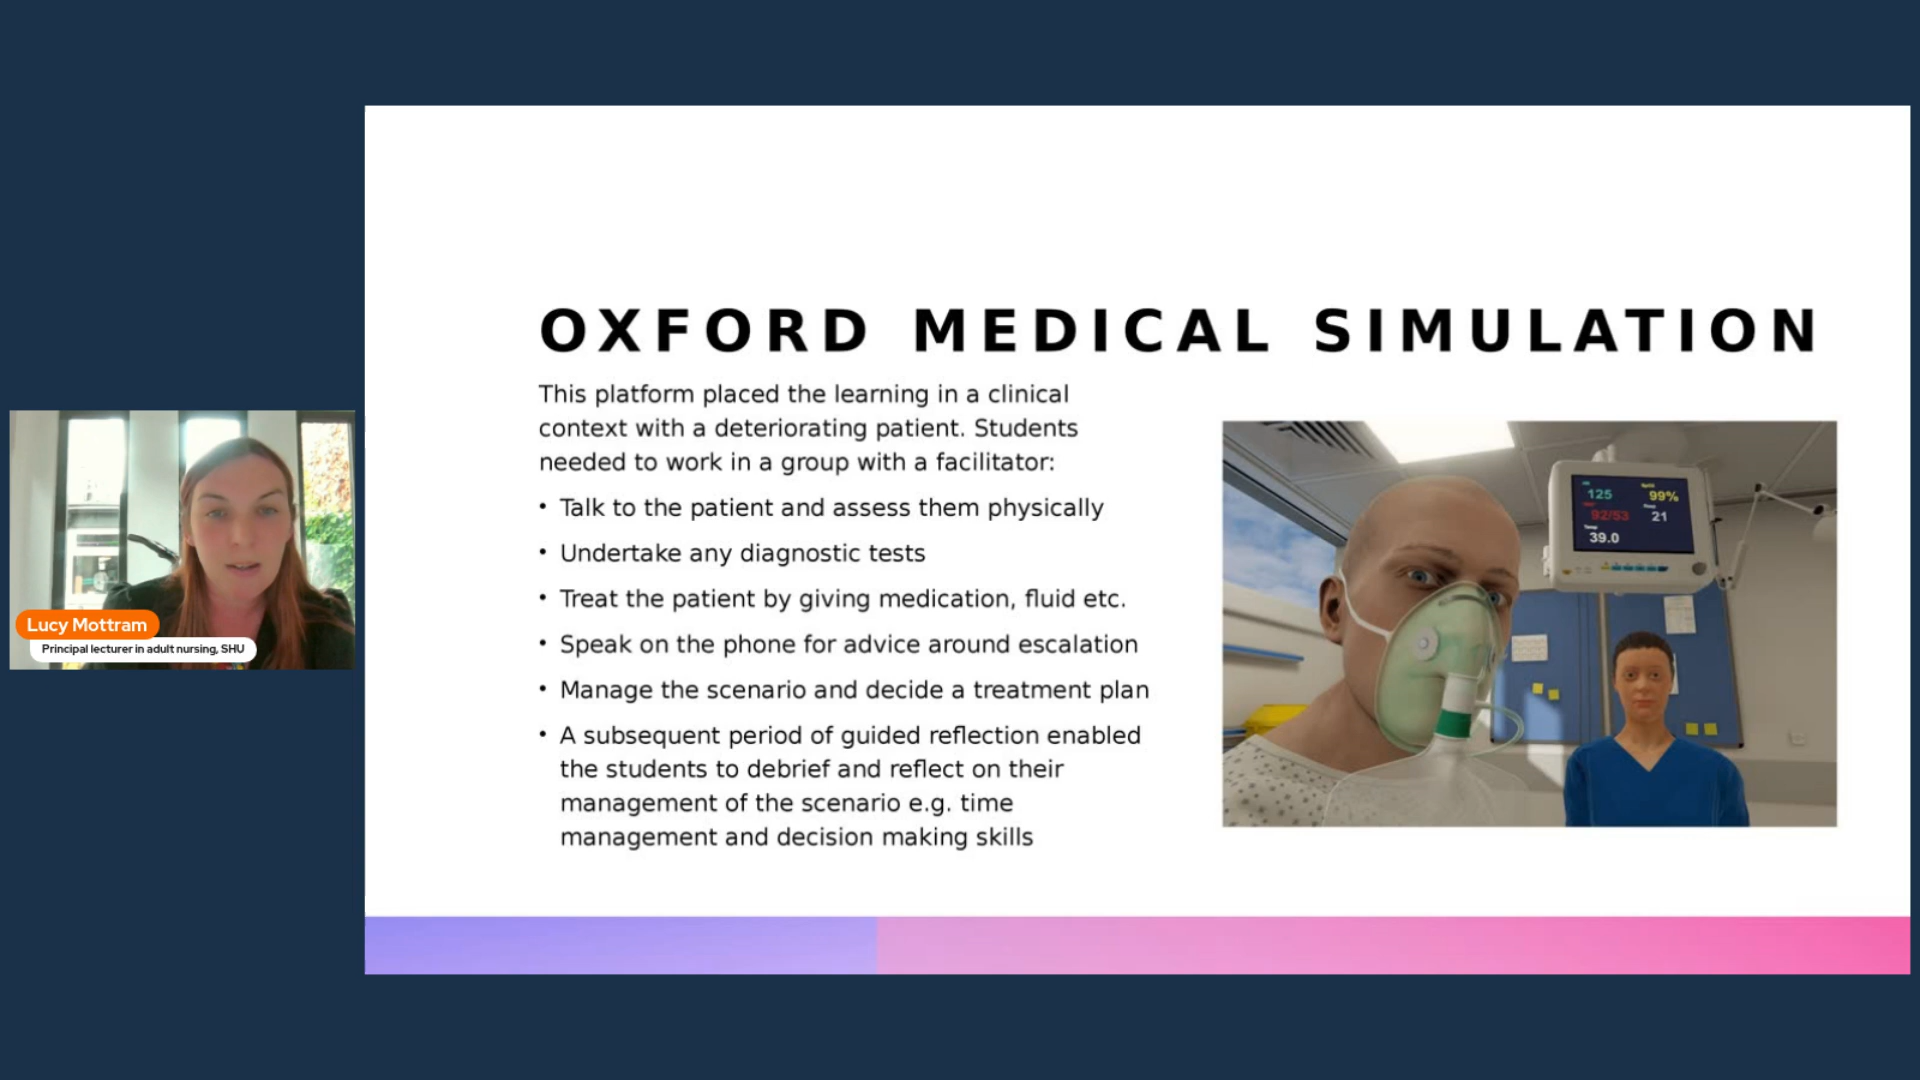 OXFORD MEDICAL SIMULATION
This platform placed the learning in a clinical
context with a deteriorating patient. Students
needed to work in a group with a facilitator:
• Talk to the patient and assess them physically
• Undertake any diagnostic tests
• Treat the patient by giving medication, fluid etc.
• Speak on the phone for advice around escalation
• Manage the scenario and decide a treatment plan
• A subsequent period of guided reflection enabled
the students to debrief and reflect on their
management of the scenario e.g. time
management and decision making skills
125
99%
92/53
21
39.0
Lucy Mottram
Principal lecturer in adult nursing, SHU